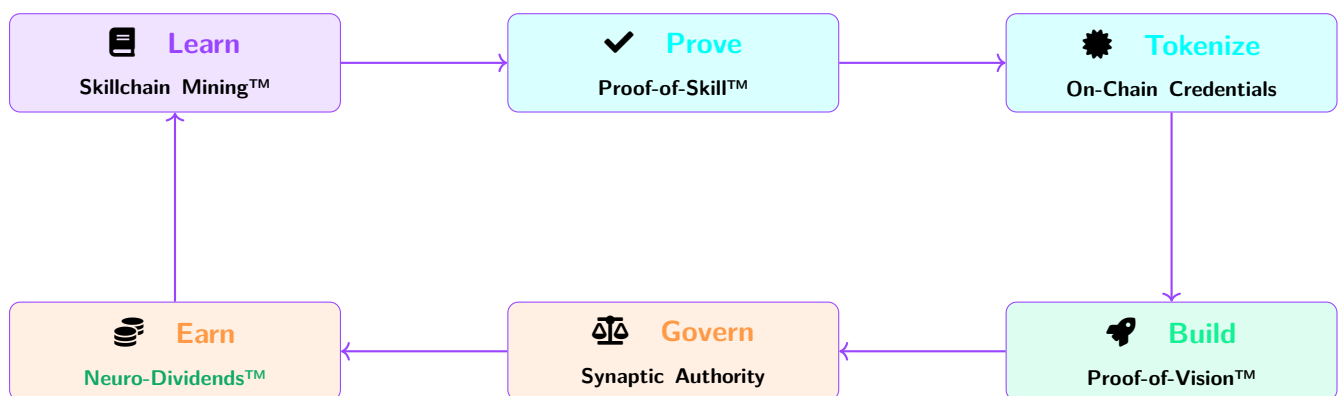 Learn
Skillchain Mining™
Prove
Proof-of-Skill™
Tokenize
On-Chain Credentials
Earn
Neuro-Dividends™
Govern
Synaptic Authority
Build
Proof-of-Vision™